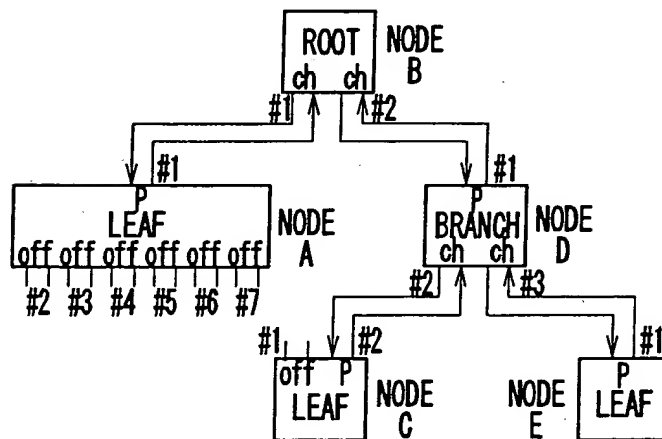 ROOT
NODE
B
ch ch
#1 #2
#1 #1
P
LEAF
off off off off off off
NODE
A
#2 #3 #4 #5 #6 #7
P
BRANCH
ch ch
NODE
D
#2 #3
#1 #2 #1
off P
LEAF
NODE
C
NODE
E
P
LEAF